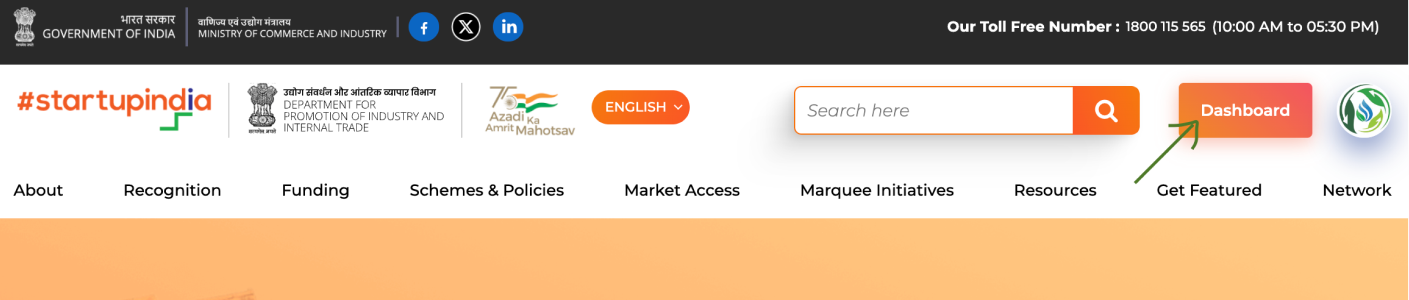 भारत सरकार
GOVERNMENT OF INDIA
वाणिज्य एवं उद्योग मंत्रालय
MINISTRY OF COMMERCE AND INDUSTRY
Our Toll Free Number : 1800 115 565 (10:00 AM to 05:30 PM)
#startupindia
सत्यमेव जयते
उद्योग संवर्धन और आंतरिक व्यापार विभाग
DEPARTMENT FOR
PROMOTION OF INDUSTRY AND
INTERNAL TRADE
75
Azadi Ka
Amrit Mahotsav
ENGLISH
Search here
Dashboard
About Recognition Funding Schemes & Policies Market Access Marquee Initiatives Resources Get Featured Network